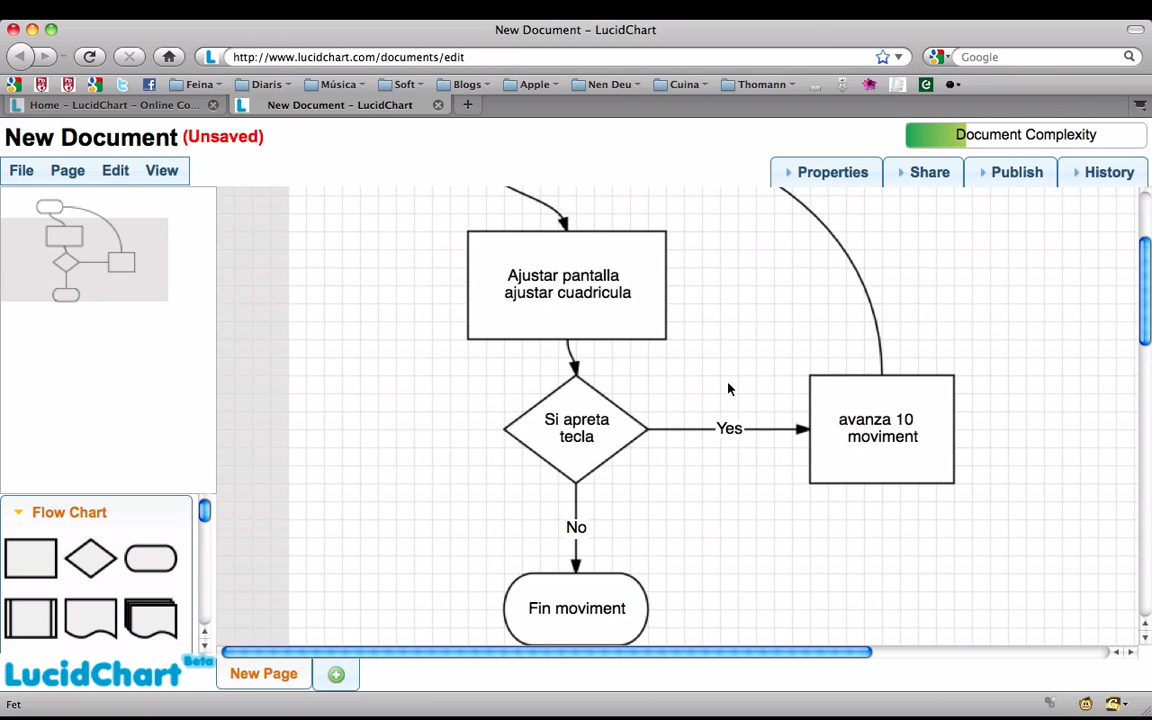 New Document – LucidChart
http://www.lucidchart.com/documents/edit
Google
Feina
Diaris
Música
Soft
Blogs
Apple
Nen Deu
Cuina
Thomann
Home – LucidChart – Online Co...
New Document – LucidChart
New Document (Unsaved)
Document Complexity
File Page Edit View
Properties
Share
Publish
History
Ajustar pantalla
ajustar cuadricula
Si apreta
tecla
Yes
avanza 10
moviment
No
Fin moviment
Flow Chart
LucidChart Beta
New Page
Fet